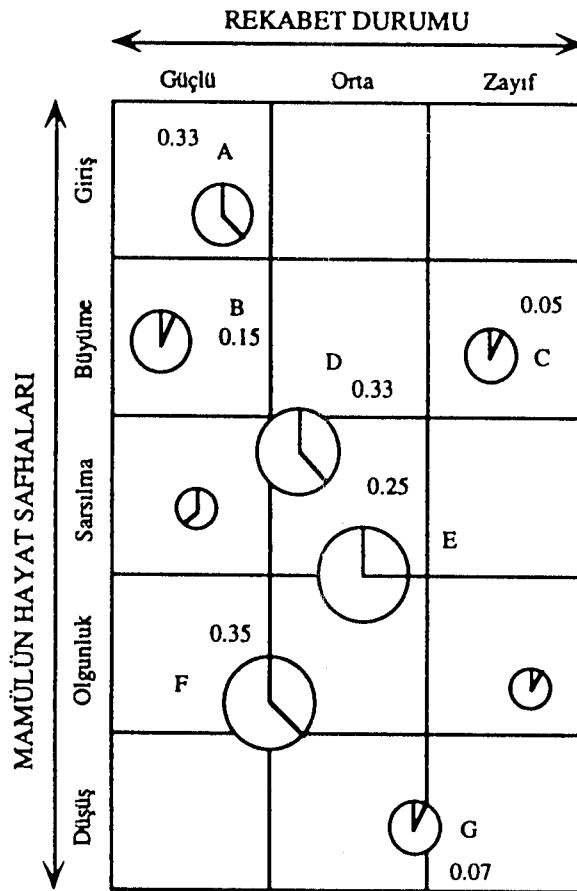 REKABET DURUMU
Güçlü Orta Zayıf
MAMÜLÜN HAYAT SAFHALARI
Giriş
0.33 A
Büyüme
B
0.15
0.05
C
D
0.33
Sarsılma
0.25
E
Olgunluk
0.35
F
Düşüş
G
0.07